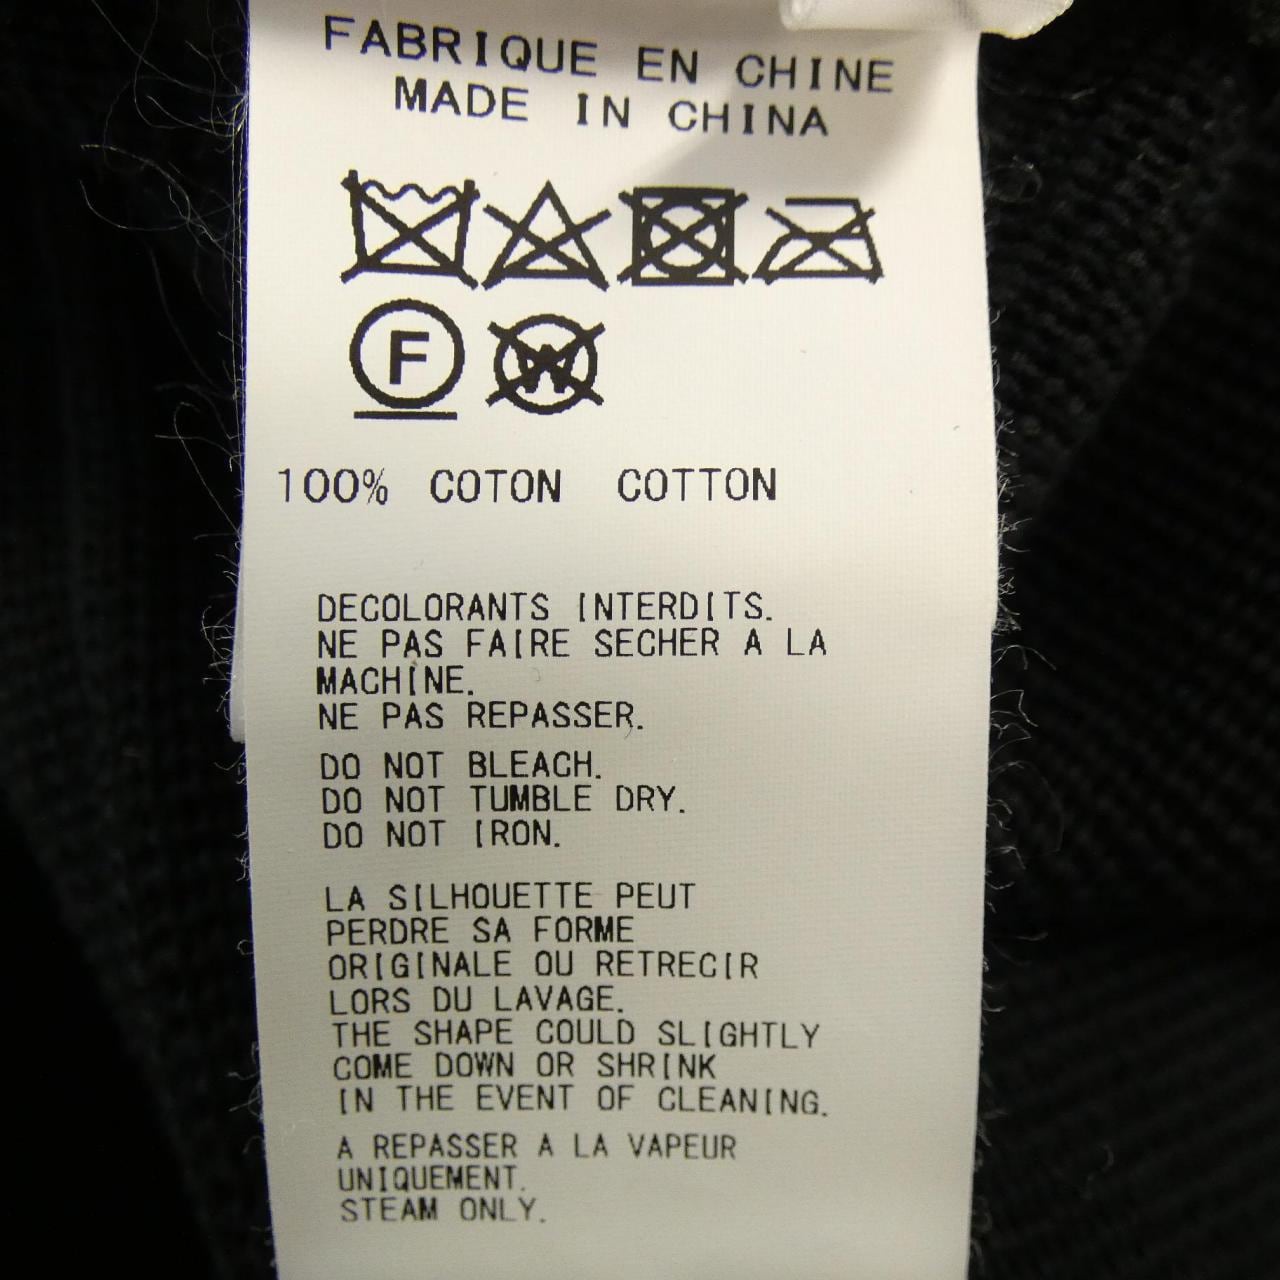 FABRIQUE EN CHINE
MADE IN CHINA
F W
100% COTON COTTON
DECOLORANTS INTERDITS.
NE PAS FAIRE SECHER A LA
MACHINE.
NE PAS REPASSER.
DO NOT BLEACH.
DO NOT TUMBLE DRY.
DO NOT IRON.
LA SILHOUETTE PEUT
PERDRE SA FORME
ORIGINALE OU RETRECIR
LORS DU LAVAGE.
THE SHAPE COULD SLIGHTLY
COME DOWN OR SHRINK
IN THE EVENT OF CLEANING.
A REPASSER A LA VAPEUR
UNIQUEMENT.
STEAM ONLY.